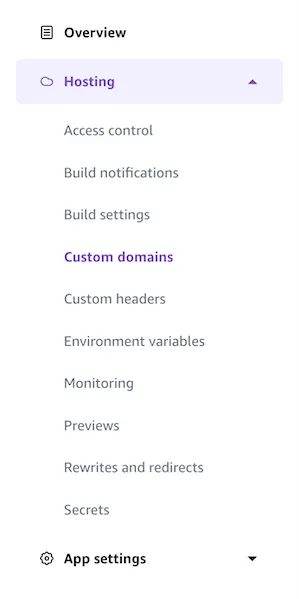 Overview
Hosting
Access control
Build notifications
Build settings
Custom domains
Custom headers
Environment variables
Monitoring
Previews
Rewrites and redirects
Secrets
App settings